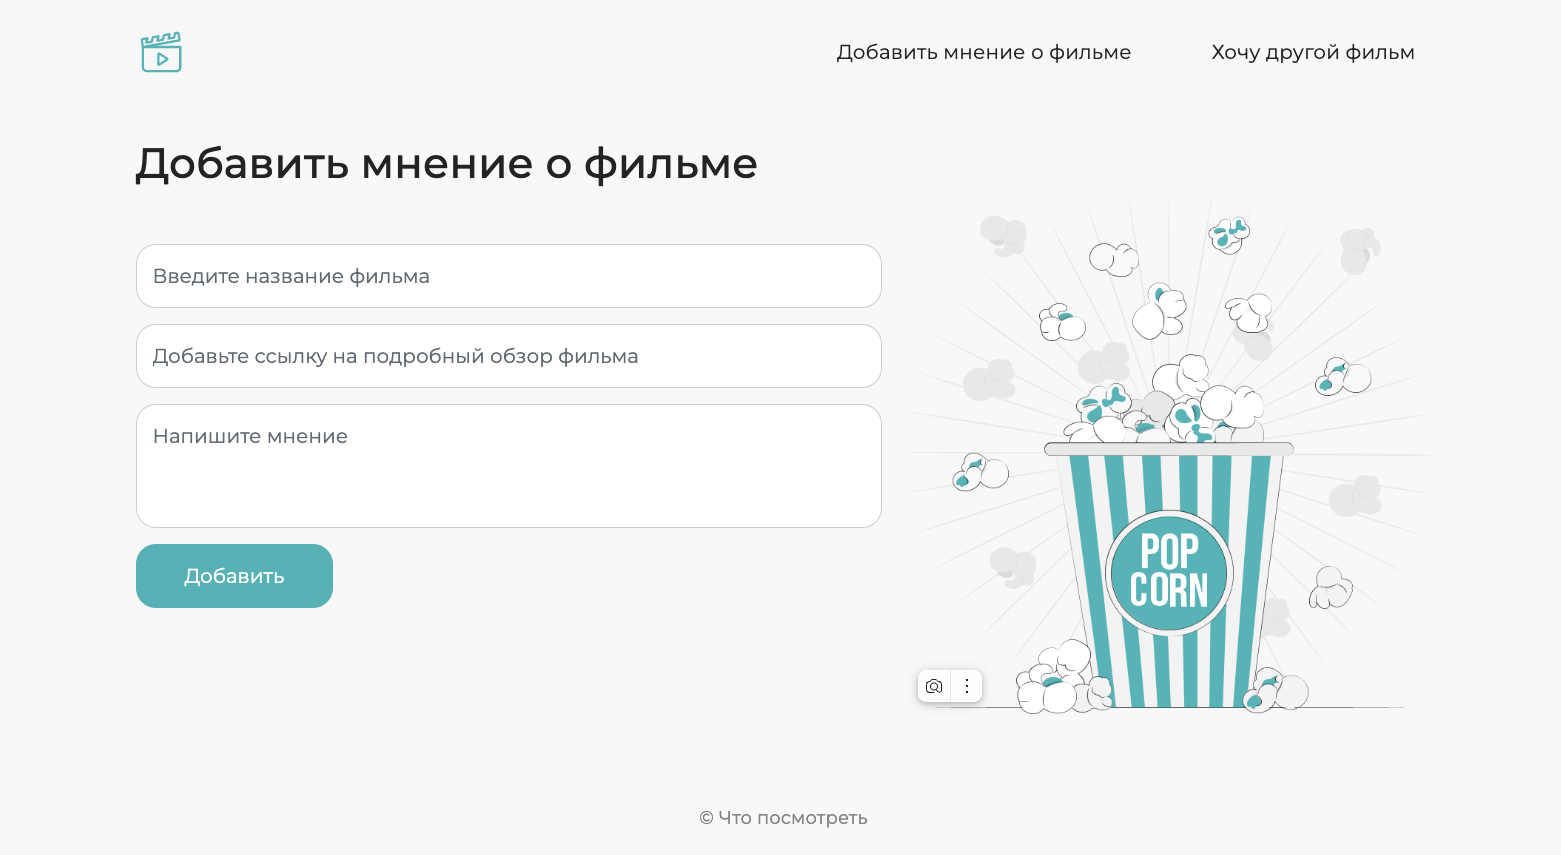 Добавить мнение о фильме
Хочу другой фильм
Добавить мнение о фильме
Введите название фильма
Добавьте ссылку на подробный обзор фильма
Напишите мнение
Добавить
POP
CORN
© Что посмотреть